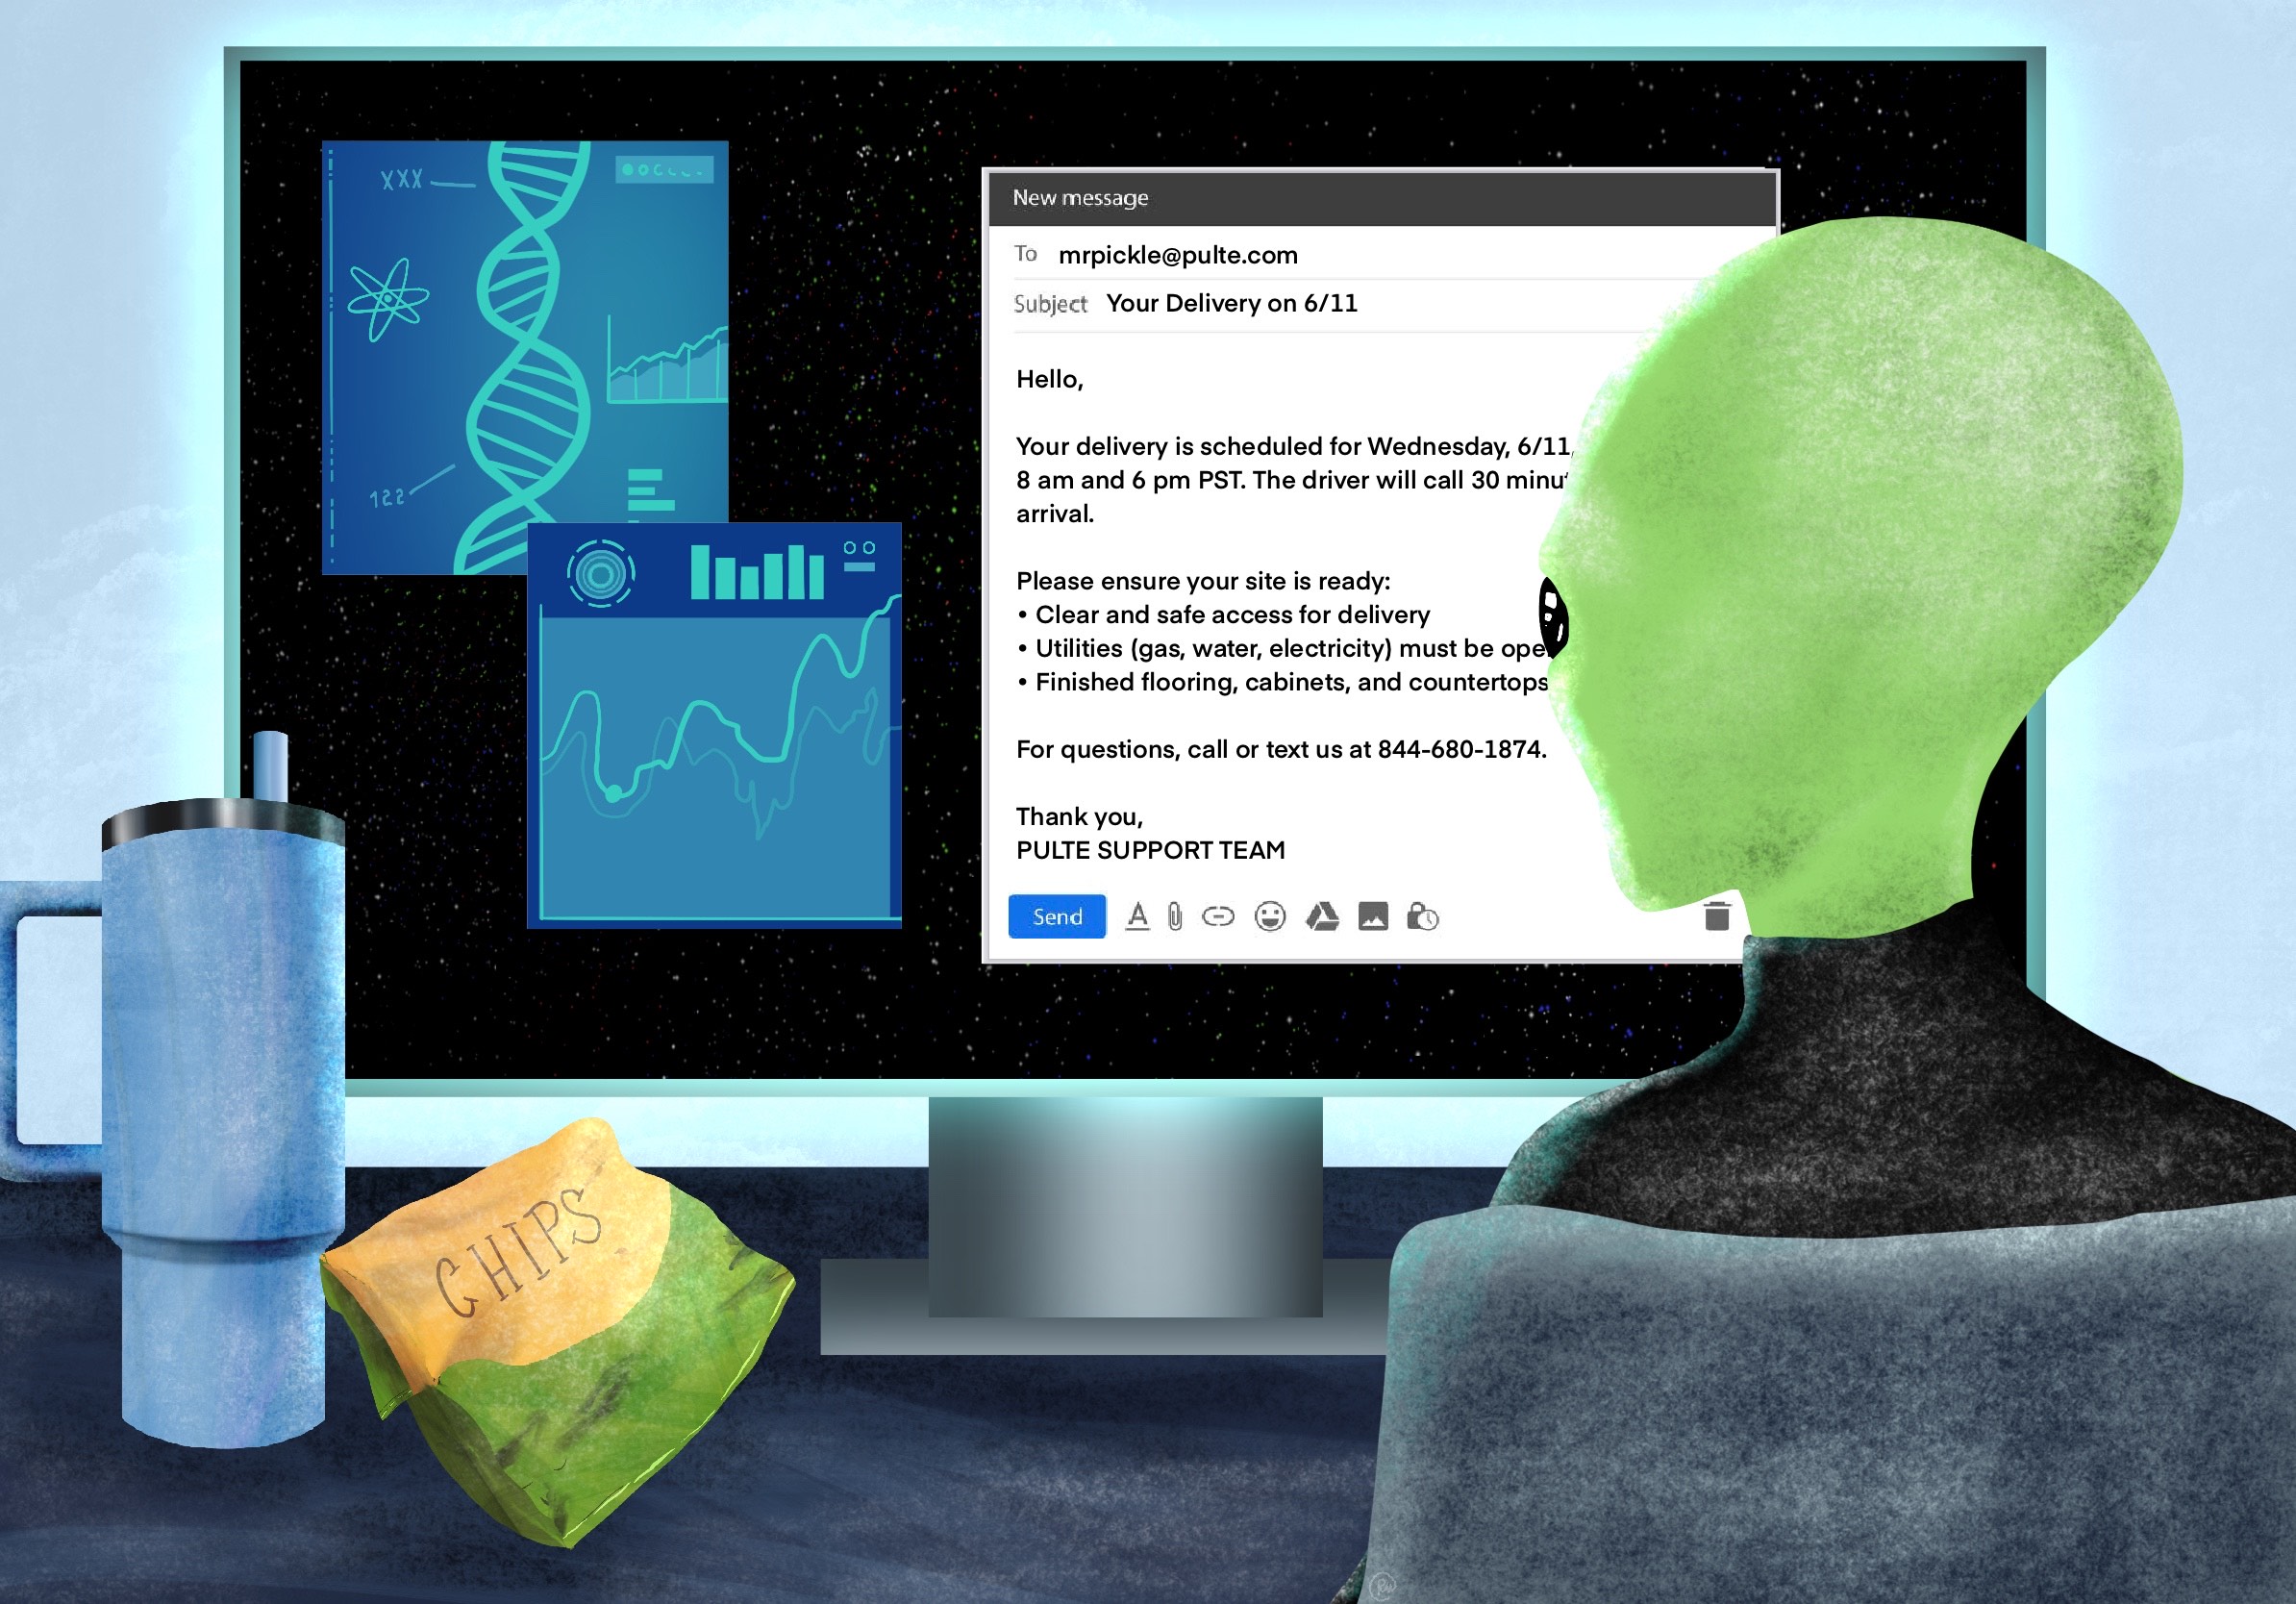 XXX
122
New message
To mrpickle@pulte.com
Subject Your Delivery on 6/11
Hello,
Your delivery is scheduled for Wednesday, 6/11,
8 am and 6 pm PST. The driver will call 30
arrival.
Please ensure your site is ready:
• Clear and safe access for delivery
• Utilities (gas, water, electricity) must be
• Finished flooring, cabinets, and countertops
For questions, call or text us at 844-680-1874.
Thank you,
PULTE SUPPORT TEAM
Send
CHIPS